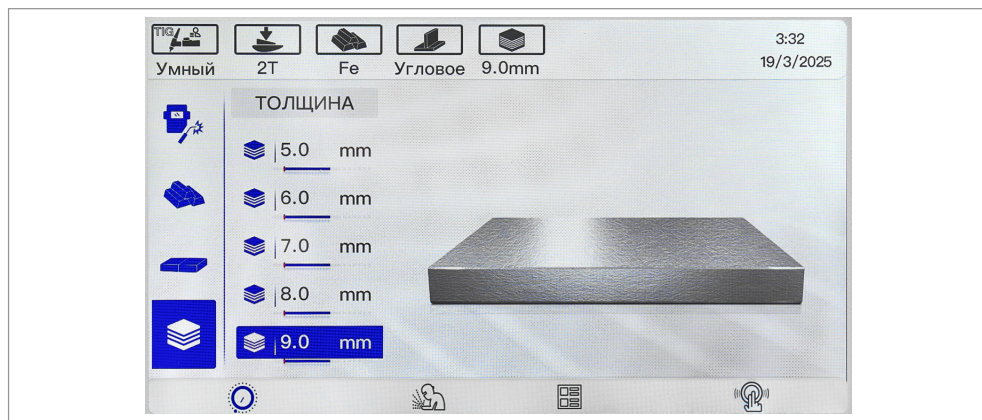 TIG
Умный 2T Fe Угловое 9.0mm
3:32
19/3/2025
ТОЛЩИНА
5.0 mm
6.0 mm
7.0 mm
8.0 mm
9.0 mm